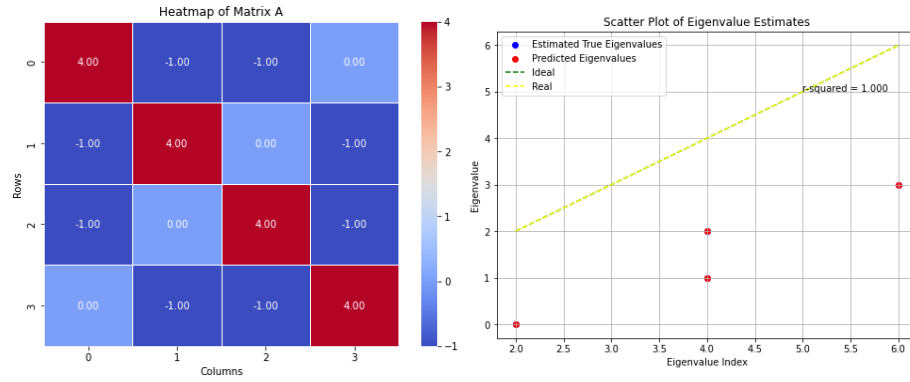 Heatmap of Matrix A
Rows
0
1
2
3
4.00 -1.00 -1.00 0.00
-1.00 4.00 0.00 -1.00
-1.00 0.00 4.00 -1.00
0.00 -1.00 -1.00 4.00
0 1 2 3
Columns
4
3
2
1
0
−1
Scatter Plot of Eigenvalue Estimates
Estimated True Eigenvalues
Predicted Eigenvalues
Ideal
Real
r-squared = 1.000
Eigenvalue
6
5
4
3
2
1
0
2.0 2.5 3.0 3.5 4.0 4.5 5.0 5.5 6.0
Eigenvalue Index